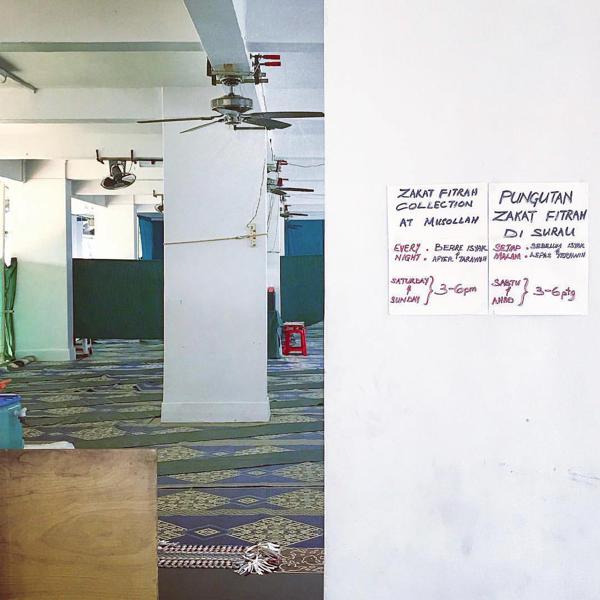 ZAKAT FITRAH
COLLECTION
AT MUSOLLAH
EVERY • BEFRE ISYAK
&
NIGHT • AFTER TARAWIH
SATURDAY
&
SUNDAY } 3-6pm
PUNGUTAN
ZAKAT FITRAH
DI SURAU
SETIAP • SEBELUM ISYAK
&
MALAM • LEPAS TERAWIH
SABTU
&
AHAD } 3-6 ptg